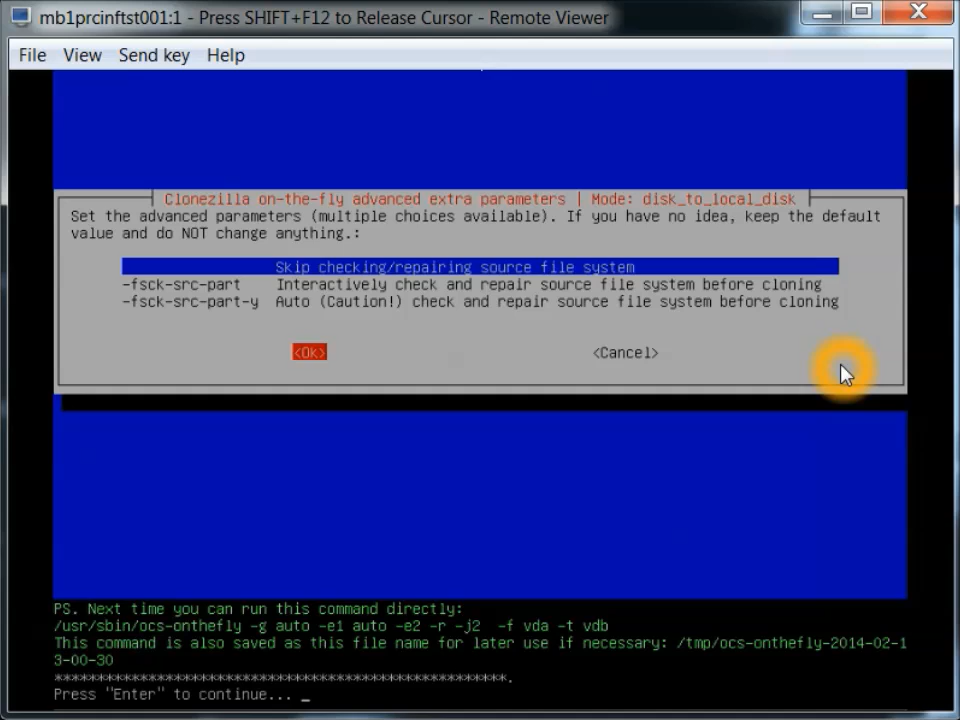 mb1prcinftst001:1 - Press SHIFT+F12 to Release Cursor - Remote Viewer
File View Send key Help
Clonezilla on-the-fly advanced extra parameters | Mode: disk_to_local_disk
Set the advanced parameters (multiple choices available). If you have no idea, keep the default
value and do NOT change anything.:
Skip checking/repairing source file system
-fsck-src-part Interactively check and repair source file system before cloning
-fsck-src-part-y Auto (Caution!) check and repair source file system before cloning
<Ok> <Cancel>
PS. Next time you can run this command directly:
/usr/sbin/ocs-onthefly -g auto -e1 auto -e2 -r -j2 -f vda -t vdb
This command is also saved as this file name for later use if necessary: /tmp/ocs-onthefly-2014-02-1
3-00-30
*****************************************************.
Press "Enter" to continue... _